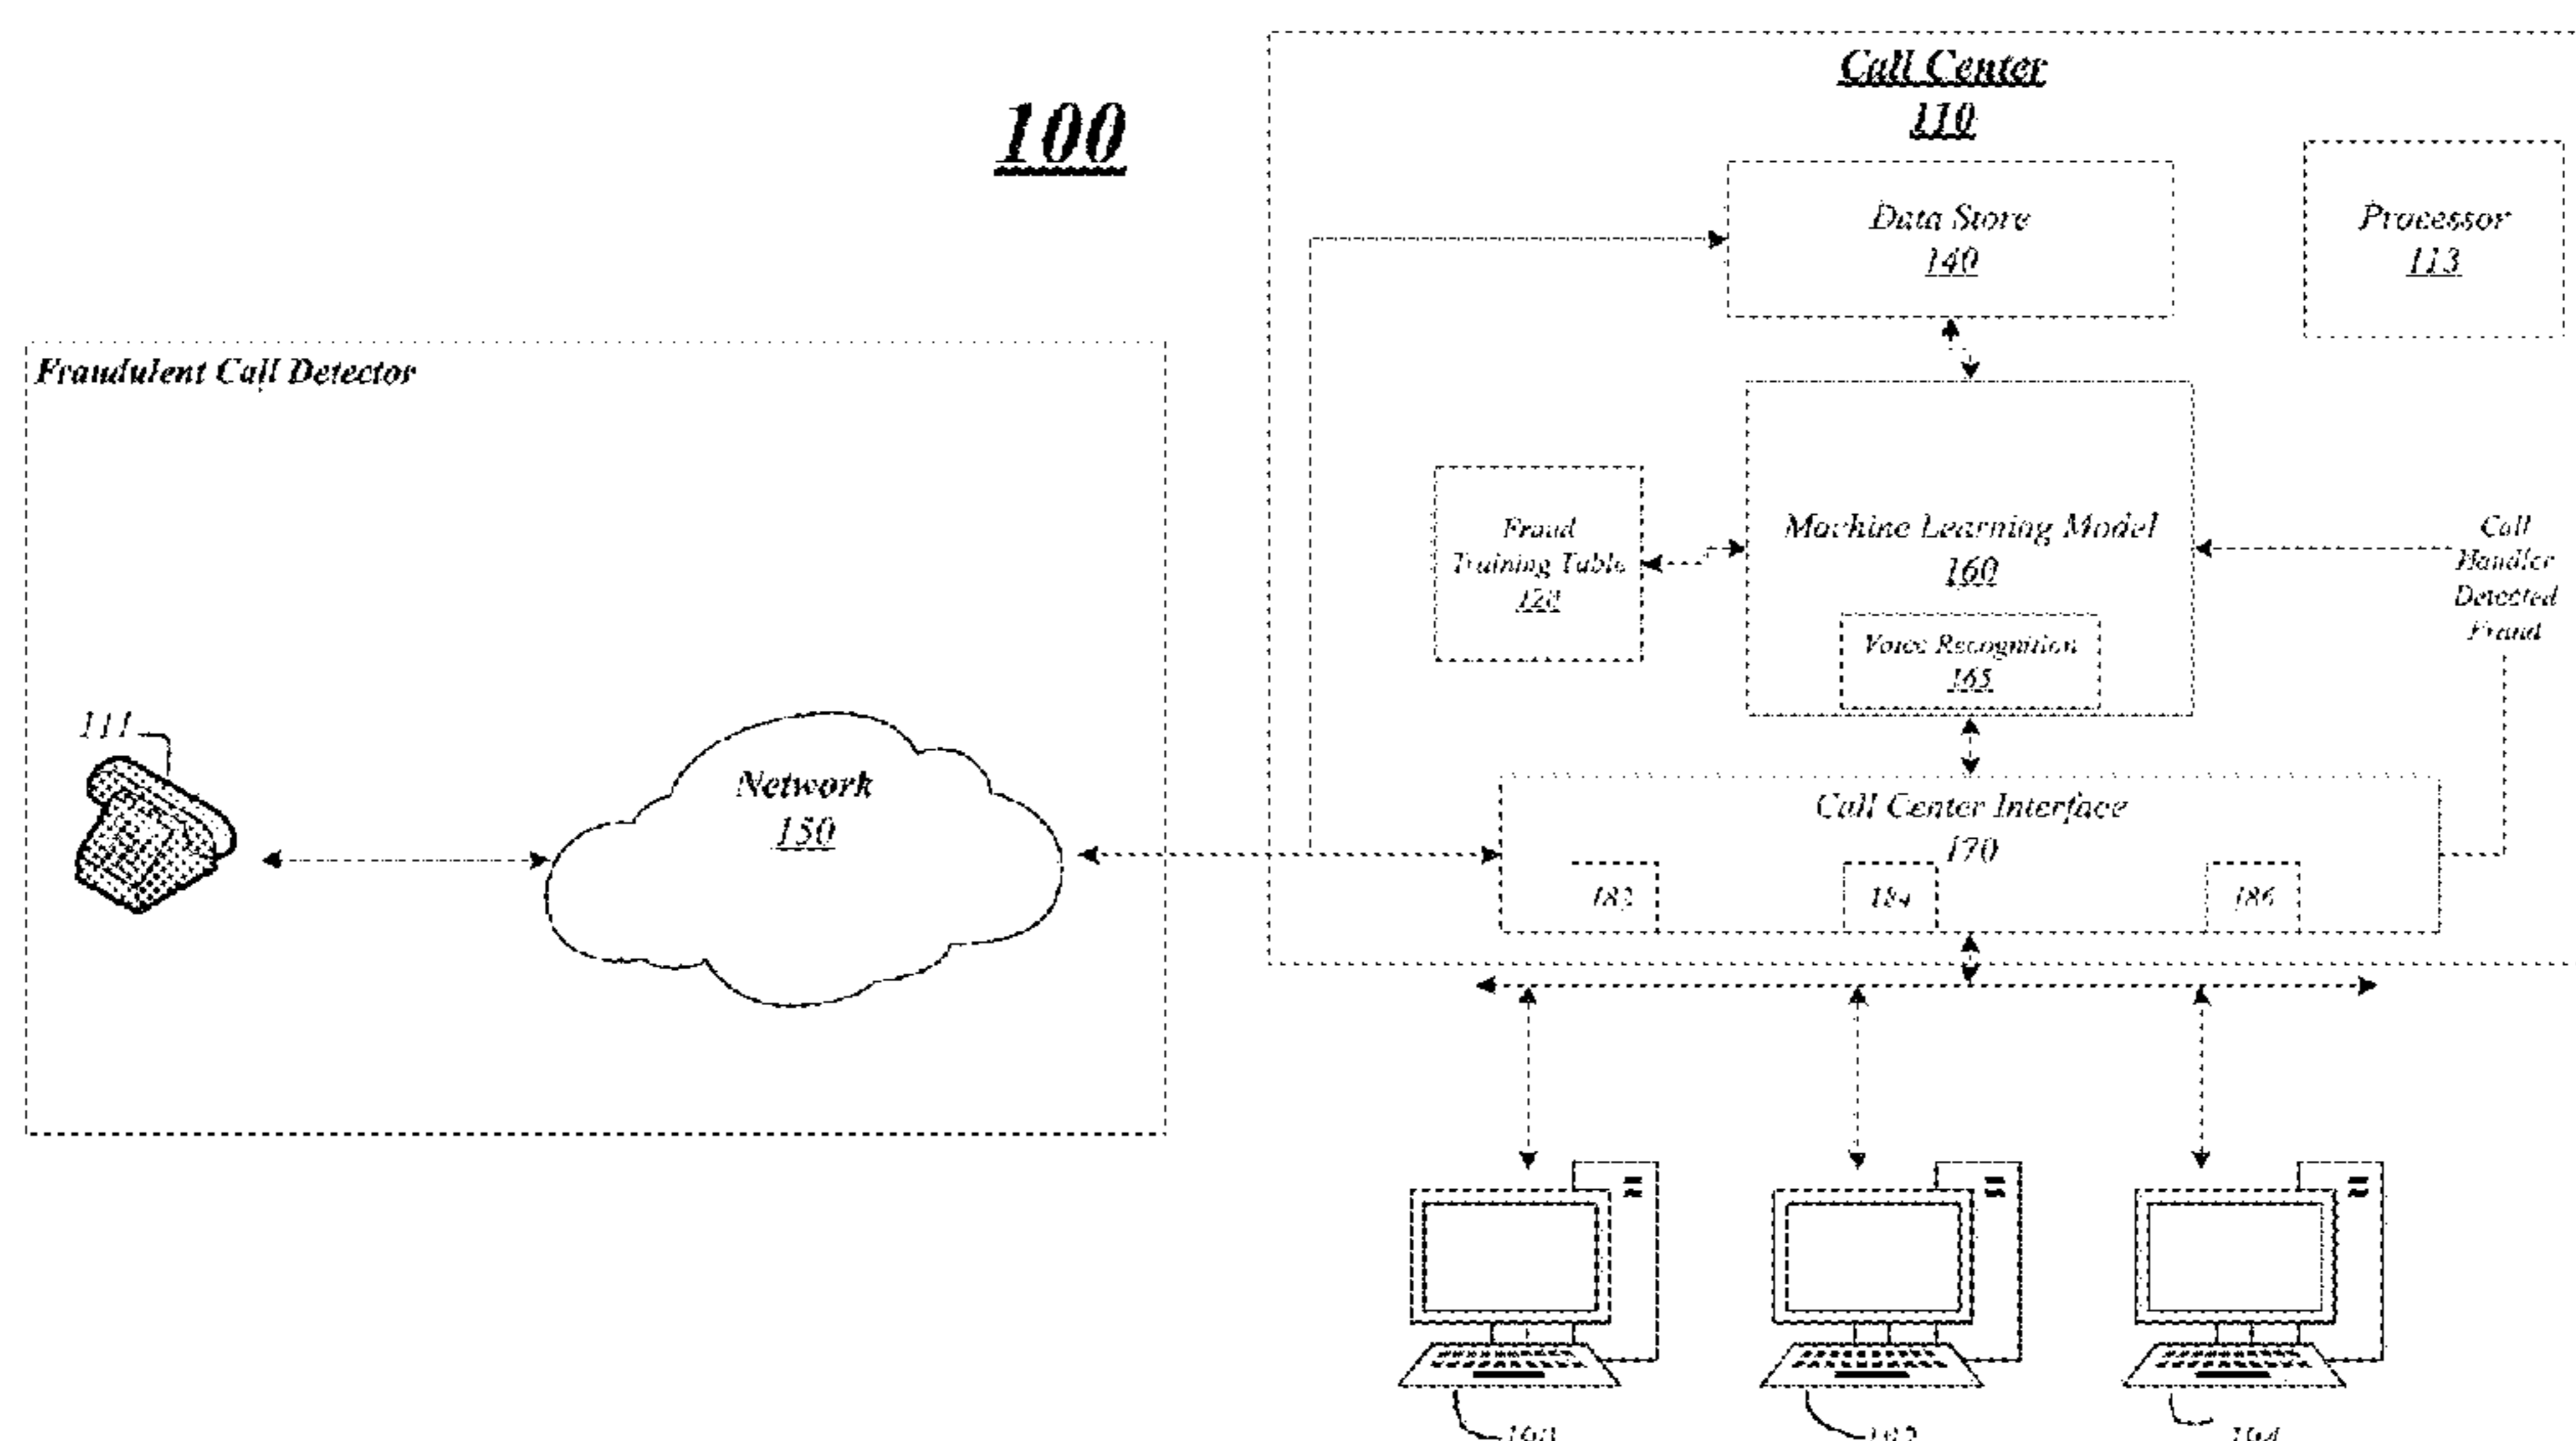 100
Call Center
110
Data Store
140
Processor
113
Fraudulent Call Detector
Fraud
Training Table
Machine Learning Model
160
Voice Recognition
165
Call
Handler
Detected
Fraud
111
Network
150
Call Center Interface
170
184
186